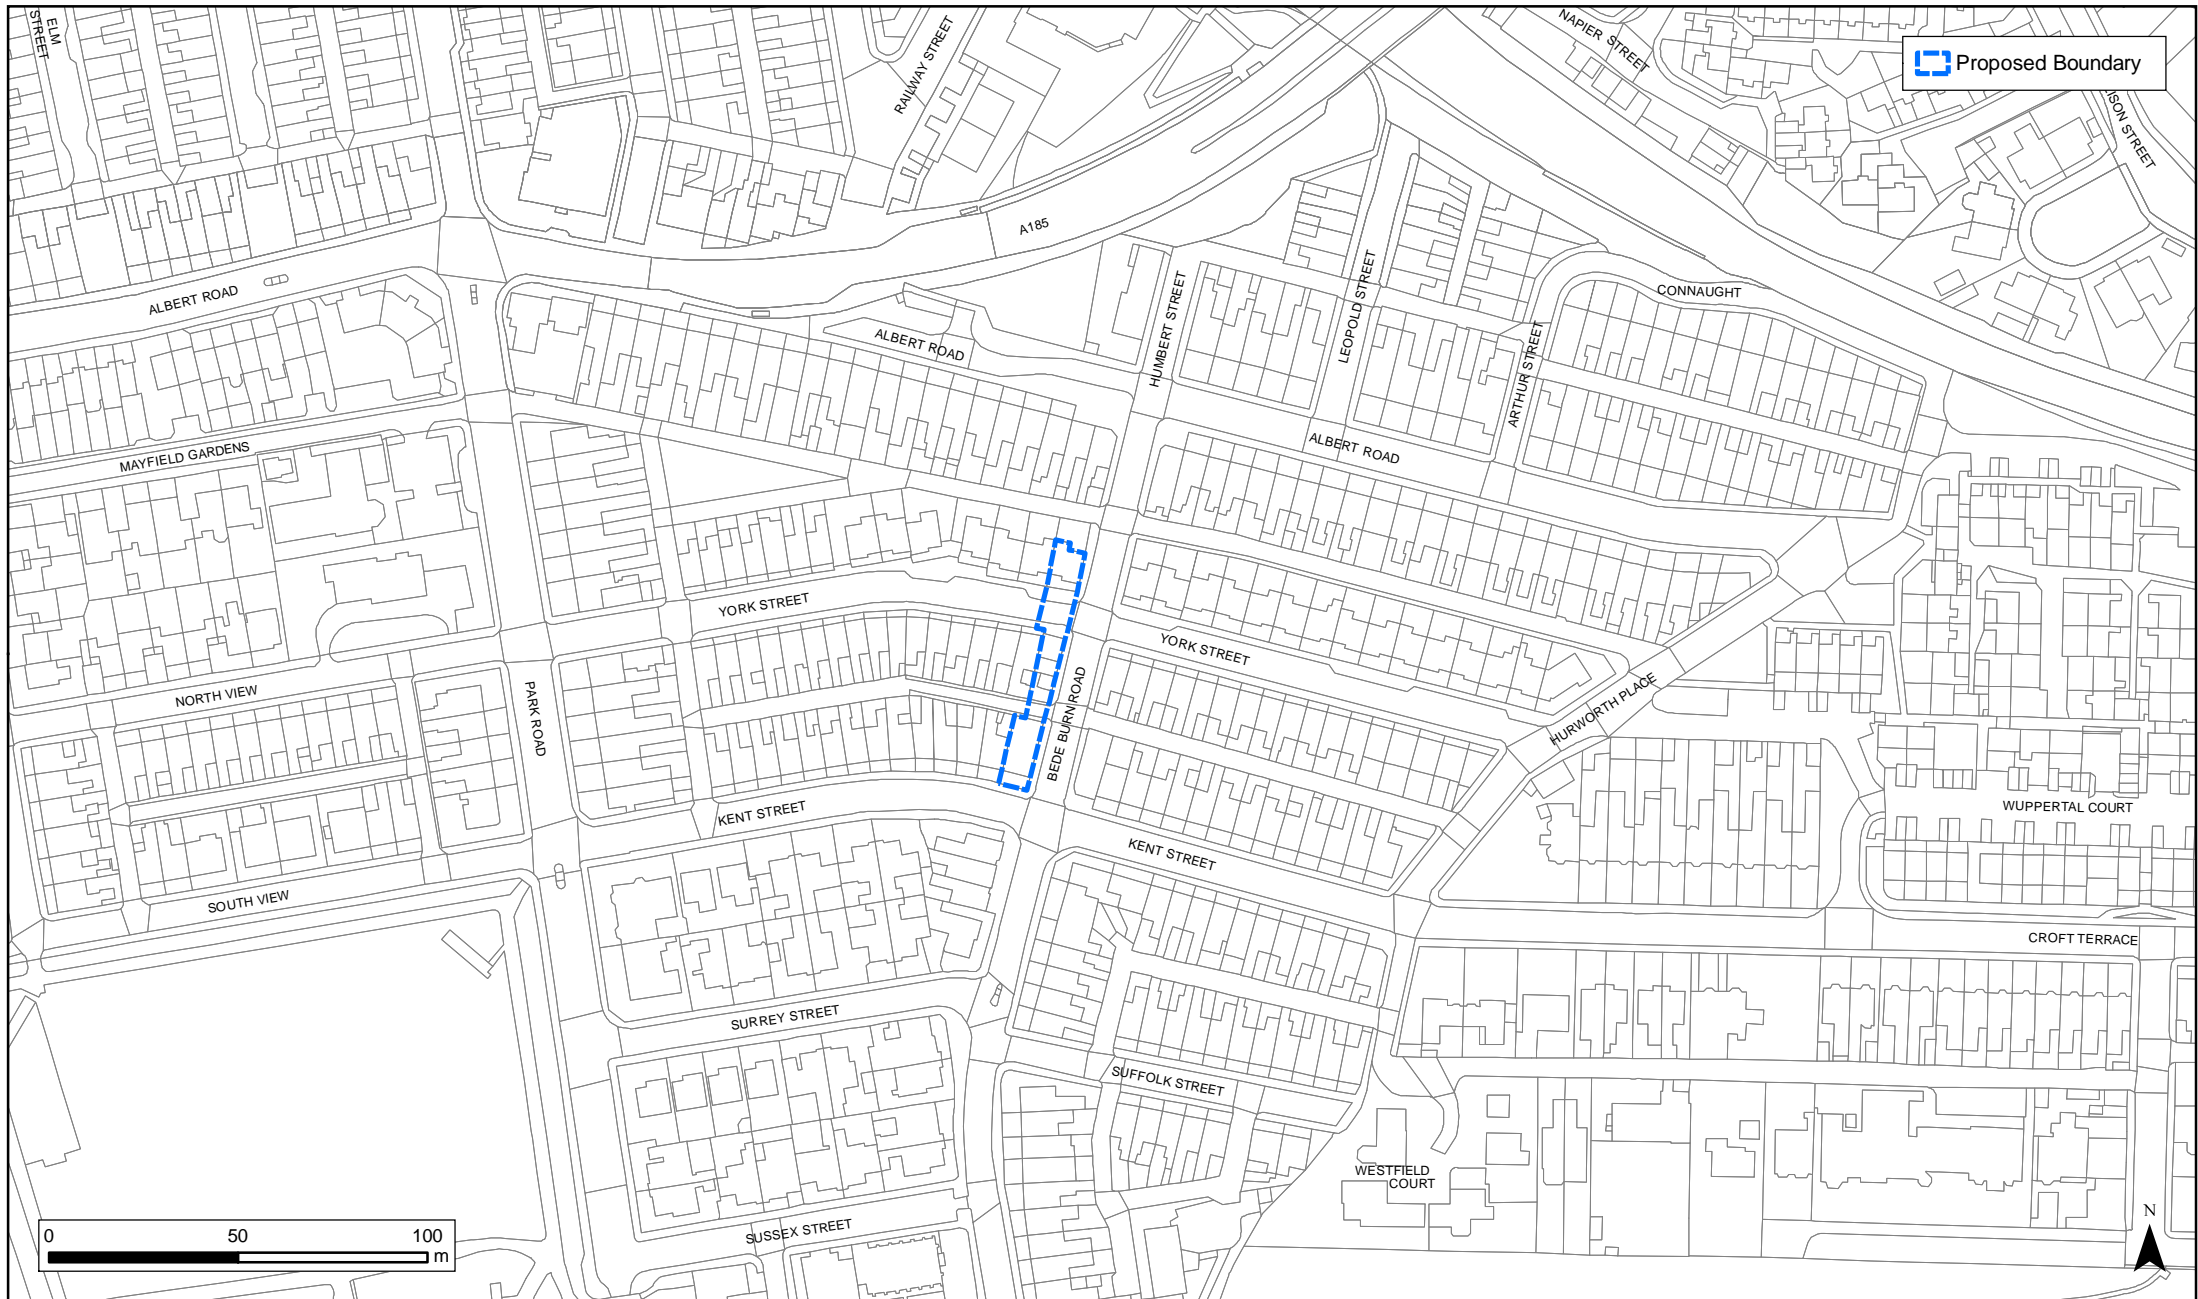 ELM
STREET
RAILWAY STREET
NAPIER STREET
Proposed Boundary
ISON STREET
A185
ALBERT ROAD
CONNAUGHT
HUMBERT STREET
LEOPOLD STREET
ARTHUR STREET
ALBERT ROAD
ALBERT ROAD
MAYFIELD GARDENS
YORK STREET
YORK STREET
NORTH VIEW
PARK ROAD
BEDE BURN ROAD
HURWORTH PLACE
KENT STREET
WUPPERTAL COURT
KENT STREET
SOUTH VIEW
CROFT TERRACE
SURREY STREET
SUFFOLK STREET
WESTFIELD
COURT
SUSSEX STREET
0 50 100
m
N